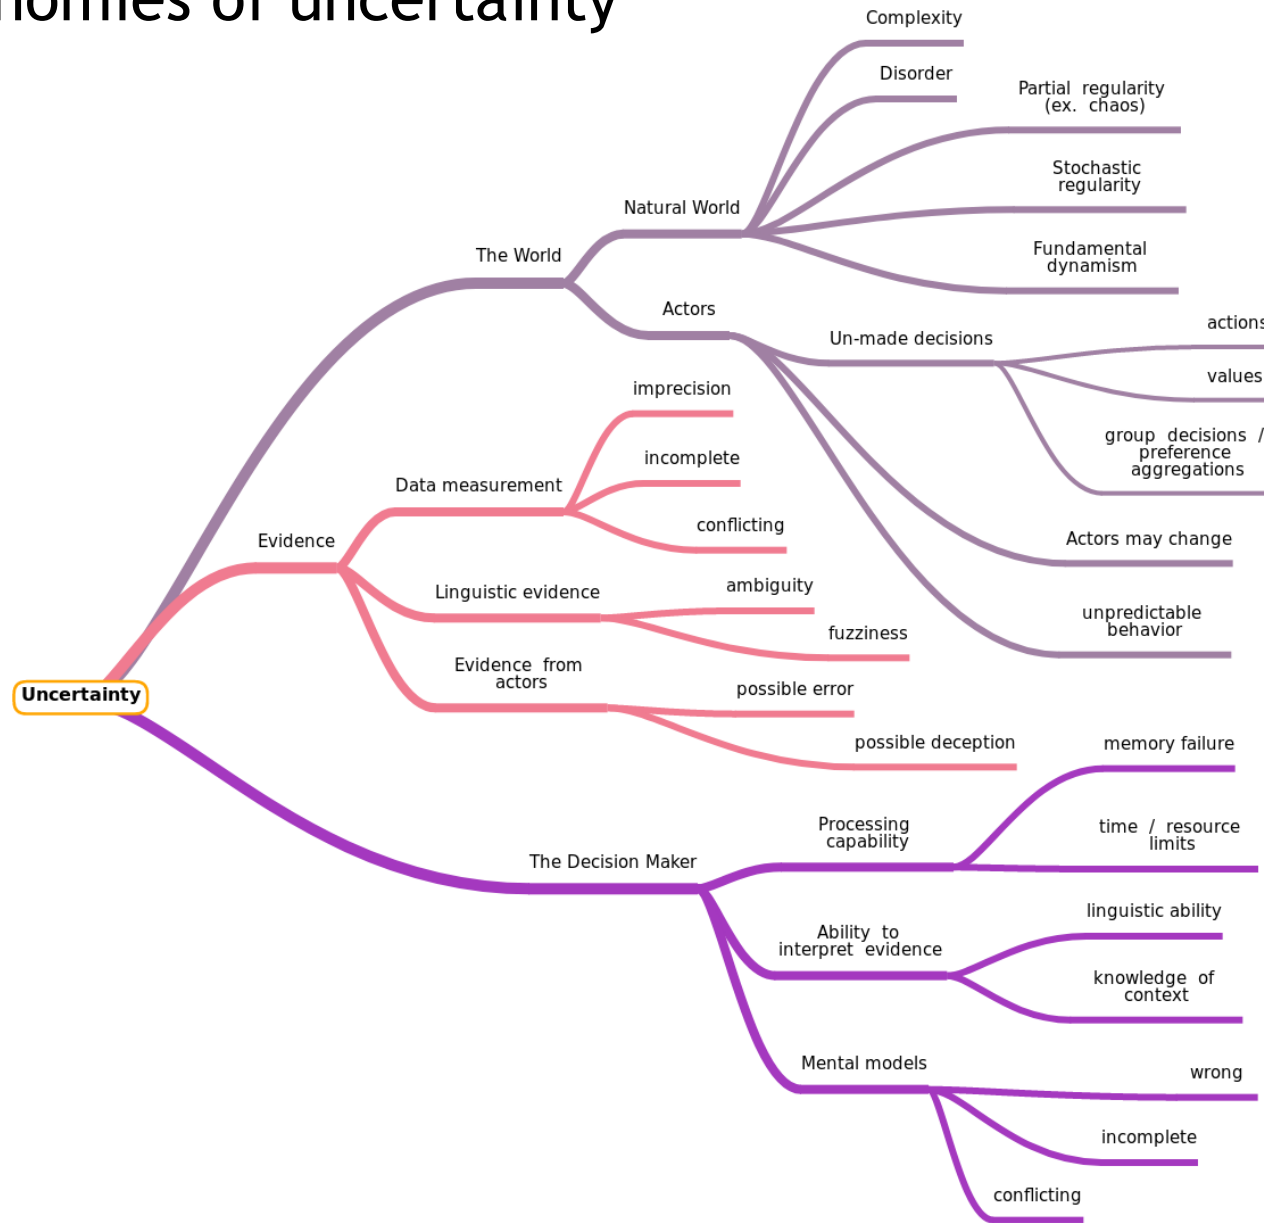 of uncertainty
Complexity
Disorder
Partial regularity
(ex. chaos)
Stochastic
regularity
Natural World
Fundamental
dynamism
The World
Actors
Un-made decisions
actions
values
group decisions /
preference
aggregations
Actors may change
unpredictable
behavior
imprecision
incomplete
Data measurement
conflicting
Evidence
Linguistic evidence
ambiguity
fuzziness
Evidence from
actors
possible error
possible deception
Uncertainty
The Decision Maker
Processing
capability
memory failure
time / resource
limits
Ability to
interpret evidence
linguistic ability
knowledge of
context
Mental models
wrong
incomplete
conflicting